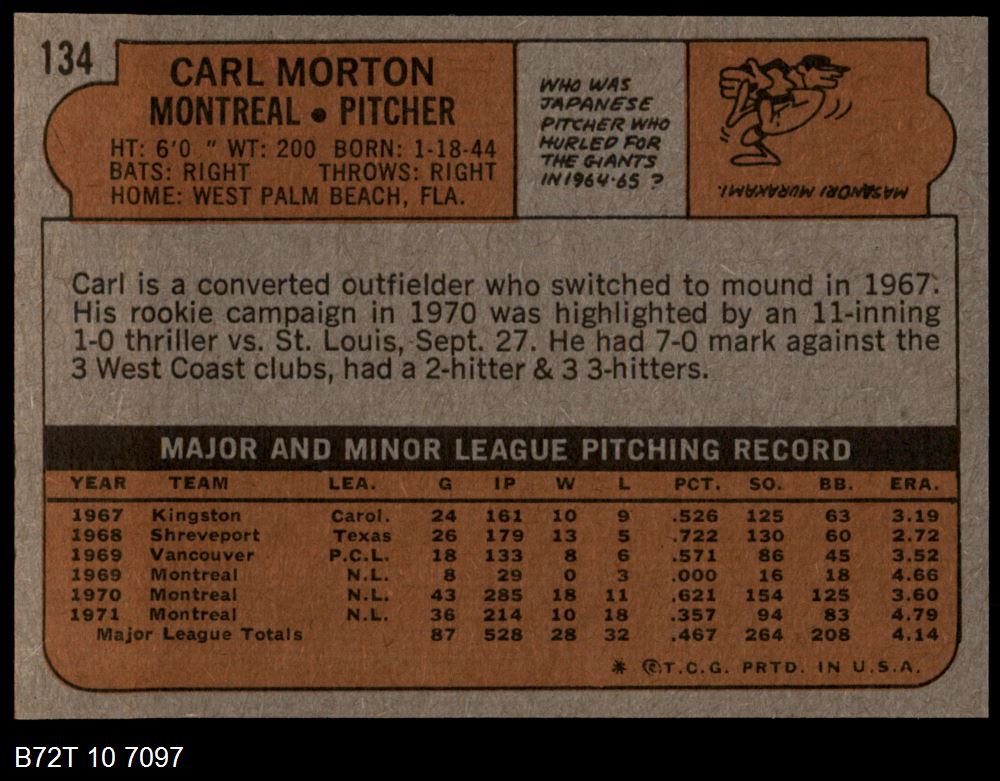 134
CARL MORTON
MONTREAL • PITCHER
HT: 6'0 " WT: 200 BORN: 1-18-44
BATS: RIGHT THROWS: RIGHT
HOME: WEST PALM BEACH, FLA.
WHO WAS
JAPANESE
PITCHER WHO
HURLED FOR
THE GIANTS
IN 1964-65 ?
MASANORI MURAKAMI.
Carl is a converted outfielder who switched to mound in 1967.
His rookie campaign in 1970 was highlighted by an 11-inning
1-0 thriller vs. St. Louis, Sept. 27. He had 7-0 mark against the
3 West Coast clubs, had a 2-hitter & 3 3-hitters.
MAJOR AND MINOR LEAGUE PITCHING RECORD
YEAR TEAM LEA. G IP W L PCT. SO. BB. ERA.
1967 Kingston Carol. 24 161 10 9 .526 125 63 3.19
1968 Shreveport Texas 26 179 13 5 .722 130 60 2.72
1969 Vancouver P.C.L. 18 133 8 6 .571 86 45 3.52
1969 Montreal N.L. 8 29 0 3 .000 16 18 4.66
1970 Montreal N.L. 43 285 18 11 .621 154 125 3.60
1971 Montreal N.L. 36 214 10 18 .357 94 83 4.79
Major League Totals 87 528 28 32 .467 264 208 4.14
* ©T.C.G. PRTD. IN U.S.A.
B72T 10 7097